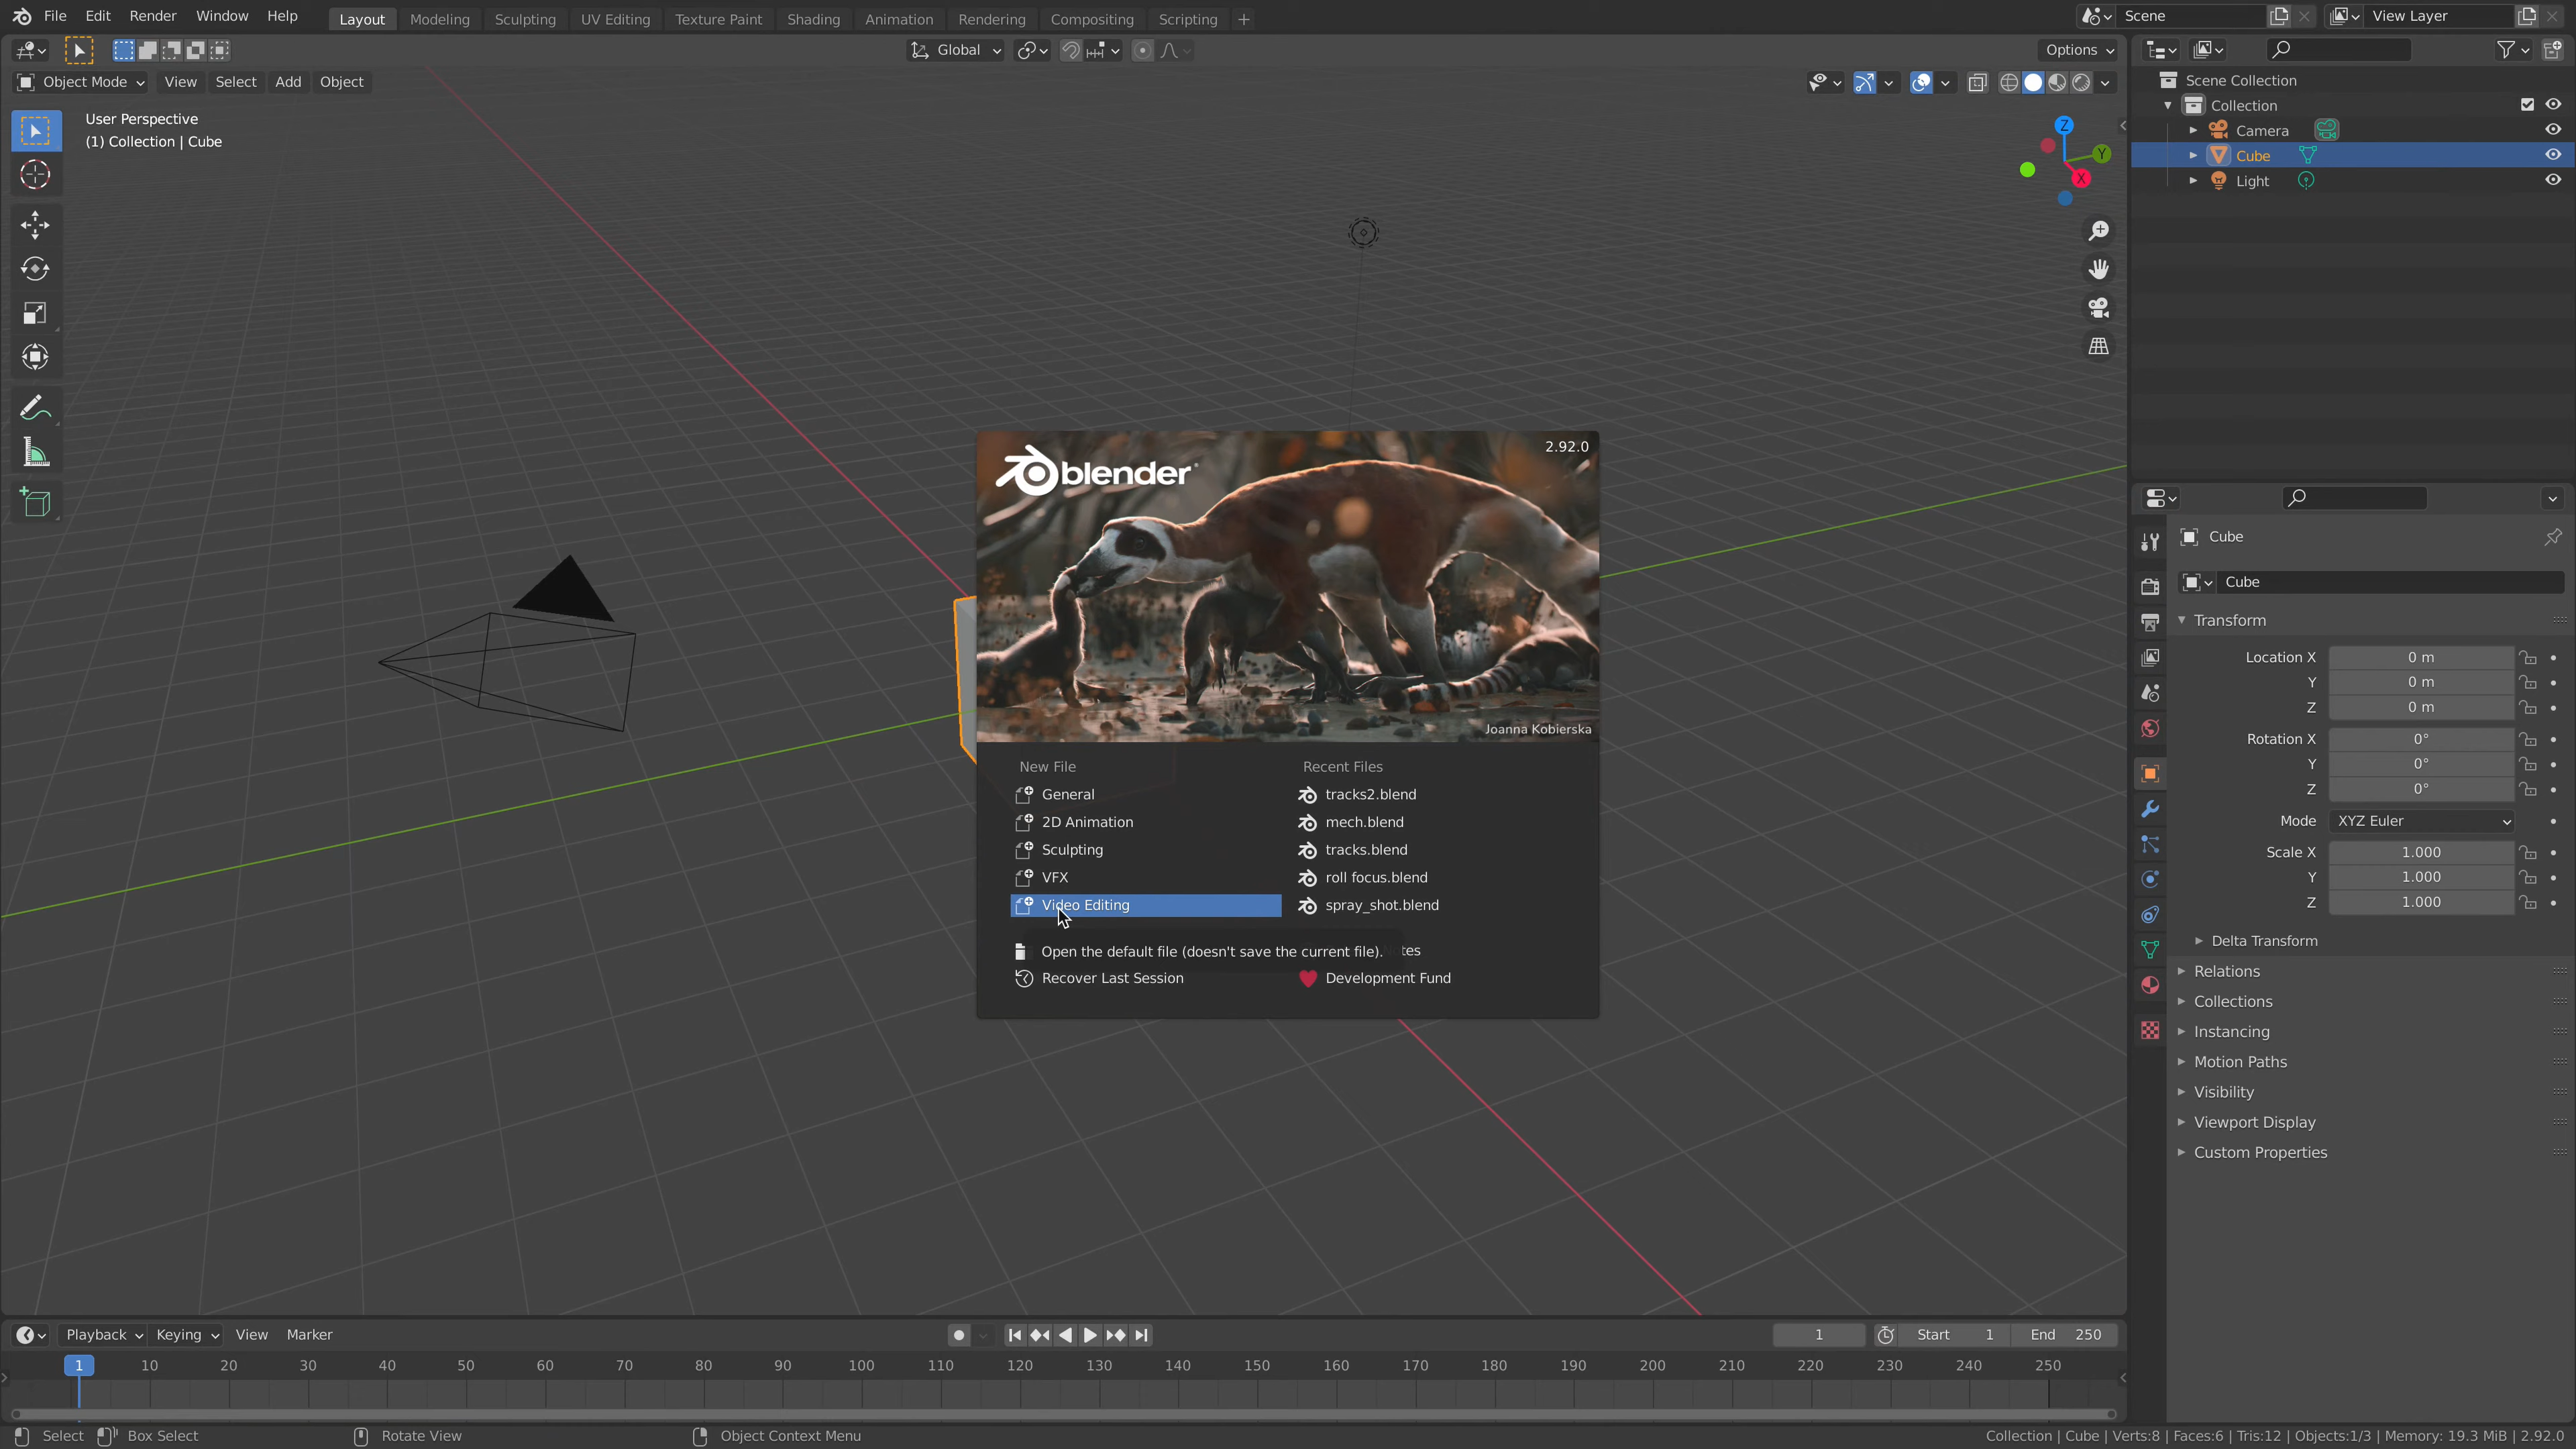 File Edit Render Window Help Layout Modeling Sculpting UV Editing Texture Paint Shading Animation Rendering Compositing Scripting + Scene View Layer
Global Options
Object Mode View Select Add Object
User Perspective
(1) Collection | Cube
Z
Y
X
Scene Collection
Collection
Camera
Cube
Light
blender
2.92.0
Joanna Kobierska
New File Recent Files
General tracks2.blend
2D Animation mech.blend
Sculpting tracks.blend
VFX roll focus.blend
Video Editing spray_shot.blend
Open the default file (doesn't save the current file).
Recover Last Session Development Fund
Cube
Cube
Transform
Location X 0 m
Y 0 m
Z 0 m
Rotation X 0°
Y 0°
Z 0°
Mode XYZ Euler
Scale X 1.000
Y 1.000
Z 1.000
Delta Transform
Relations
Collections
Instancing
Motion Paths
Visibility
Viewport Display
Custom Properties
Playback Keying View Marker 1 Start 1 End 250
1 10 20 30 40 50 60 70 80 90 100 110 120 130 140 150 160 170 180 190 200 210 220 230 240 250
Select Box Select Rotate View Object Context Menu Collection | Cube | Verts:8 | Faces:6 | Tris:12 | Objects:1/3 | Memory: 19.3 MiB | 2.92.0